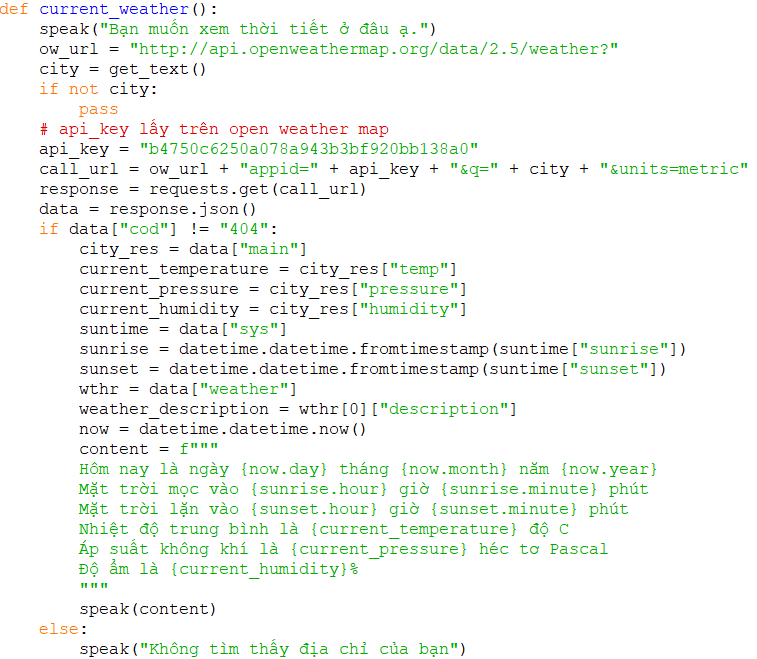 def current_weather():
    speak("Bạn muốn xem thời tiết ở đâu ạ.")
    ow_url = "http://api.openweathermap.org/data/2.5/weather?"
    city = get_text()
    if not city:
        pass
    # api_key lấy trên open weather map
    api_key = "b4750c6250a078a943b3bf920bb138a0"
    call_url = ow_url + "appid=" + api_key + "&q=" + city + "&units=metric"
    response = requests.get(call_url)
    data = response.json()
    if data["cod"] != "404":
        city_res = data["main"]
        current_temperature = city_res["temp"]
        current_pressure = city_res["pressure"]
        current_humidity = city_res["humidity"]
        suntime = data["sys"]
        sunrise = datetime.datetime.fromtimestamp(suntime["sunrise"])
        sunset = datetime.datetime.fromtimestamp(suntime["sunset"])
        wthr = data["weather"]
        weather_description = wthr[0]["description"]
        now = datetime.datetime.now()
        content = f"""
        Hôm nay là ngày {now.day} tháng {now.month} năm {now.year}
        Mặt trời mọc vào {sunrise.hour} giờ {sunrise.minute} phút
        Mặt trời lặn vào {sunset.hour} giờ {sunset.minute} phút
        Nhiệt độ trung bình là {current_temperature} độ C
        Áp suất không khí là {current_pressure} héc tơ Pascal
        Độ ẩm là {current_humidity}%
        """
        speak(content)
    else:
        speak("Không tìm thấy địa chỉ của bạn")